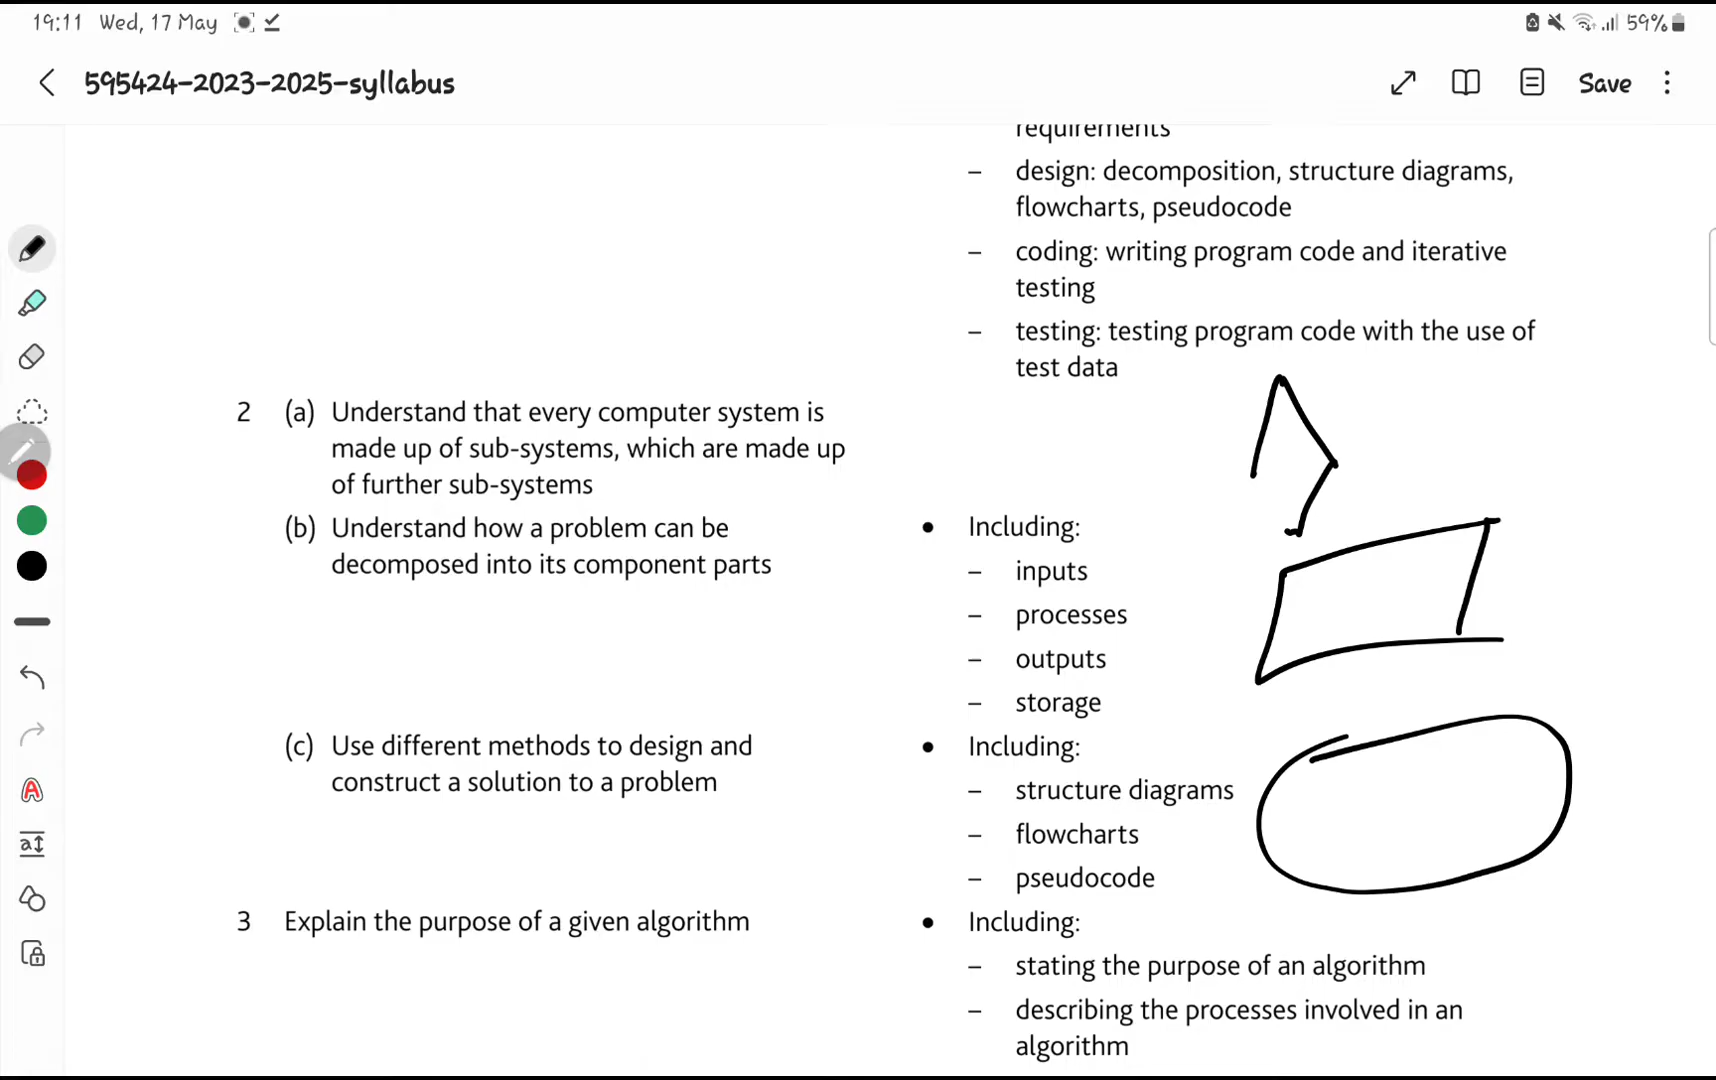 19:11 Wed, 17 May
59%
595424-2023-2025-syllabus
Save
requirements
– design: decomposition, structure diagrams,
flowcharts, pseudocode
– coding: writing program code and iterative
testing
– testing: testing program code with the use of
test data
2 (a) Understand that every computer system is
made up of sub-systems, which are made up
of further sub-systems
(b) Understand how a problem can be
decomposed into its component parts
• Including:
– inputs
– processes
– outputs
– storage
(c) Use different methods to design and
construct a solution to a problem
• Including:
– structure diagrams
– flowcharts
– pseudocode
3 Explain the purpose of a given algorithm
• Including:
– stating the purpose of an algorithm
– describing the processes involved in an
algorithm